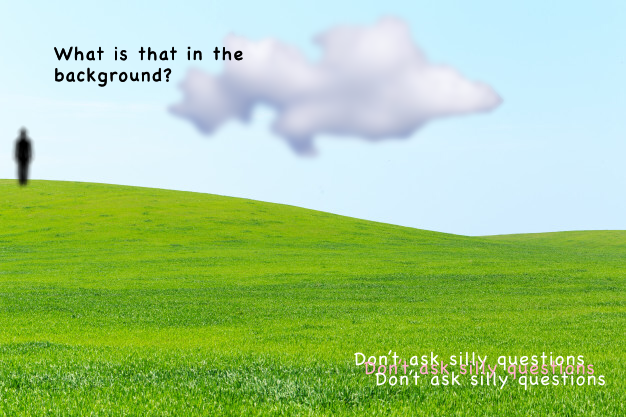 What is that in the
background?
Don't ask silly questions
Don't ask silly questions
Don't ask silly questions